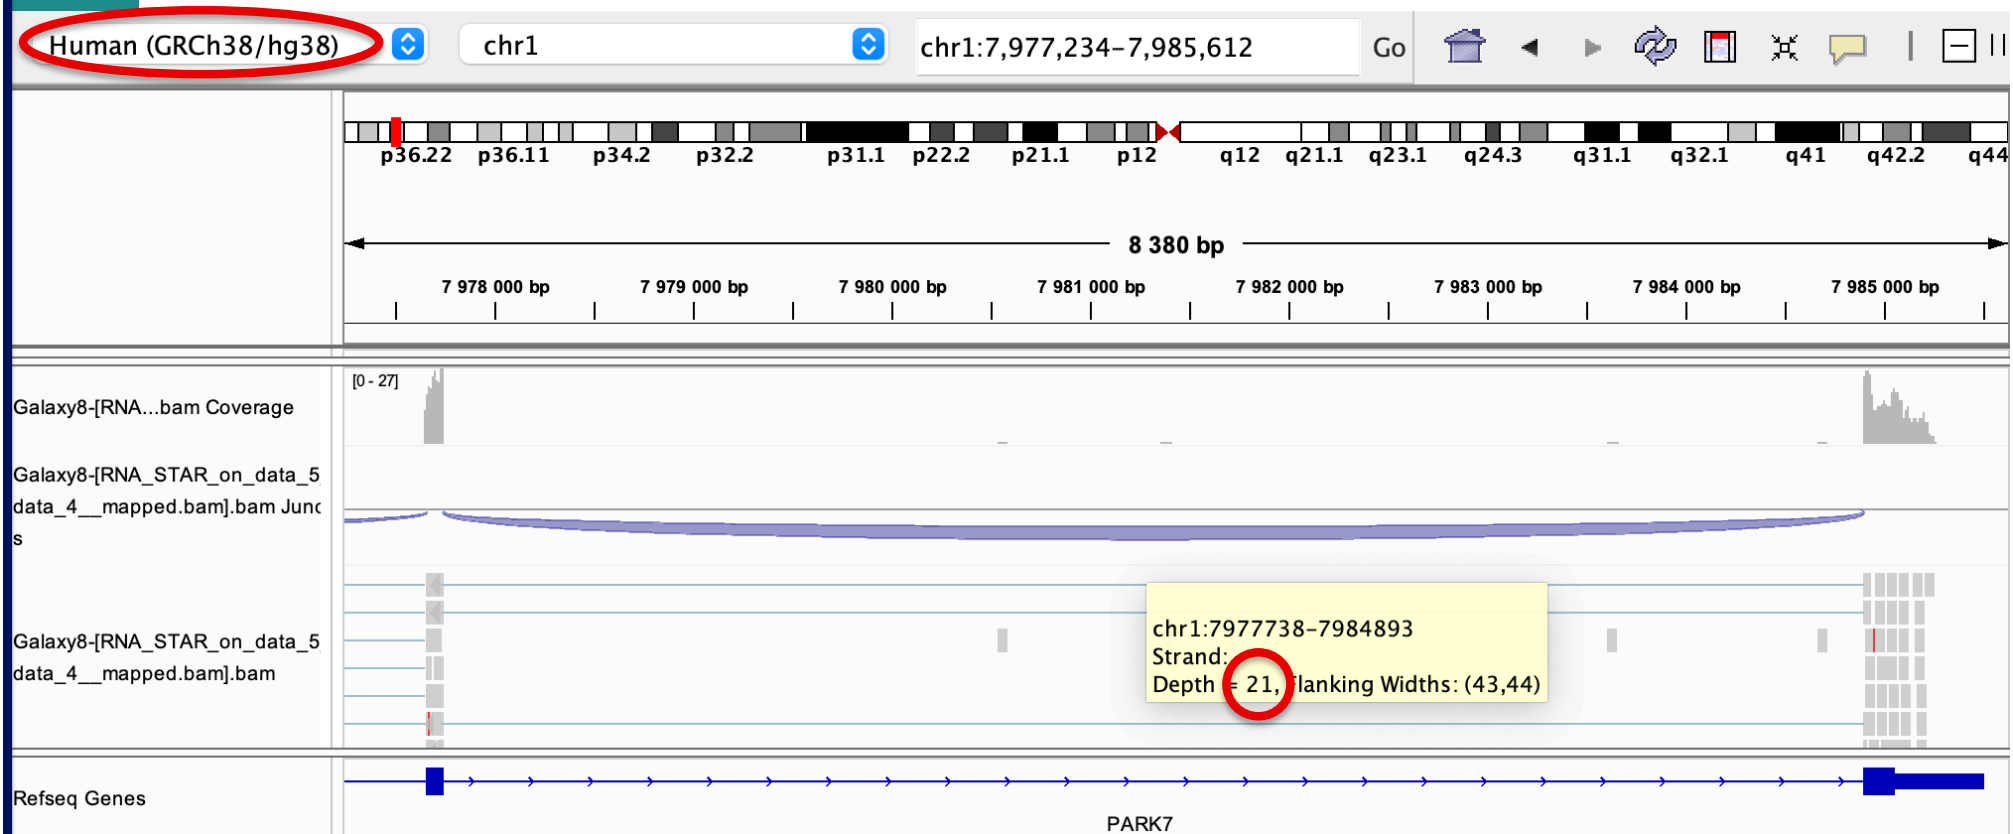 Human (GRCh38/hg38) chr1 chr1:7,977,234-7,985,612 Go
p36.22 p36.11 p34.2 p32.2 p31.1 p22.2 p21.1 p12 q12 q21.1 q23.1 q24.3 q31.1 q32.1 q41 q42.2 q44
8 380 bp
7 978 000 bp 7 979 000 bp 7 980 000 bp 7 981 000 bp 7 982 000 bp 7 983 000 bp 7 984 000 bp 7 985 000 bp
[0 - 27]
Galaxy8-[RNA...bam Coverage
Galaxy8-[RNA_STAR_on_data_5
data_4__mapped.bam].bam Junc
s
chr1:7977738-7984893
Strand:
Depth = 21, Flanking Widths: (43,44)
Galaxy8-[RNA_STAR_on_data_5
data_4__mapped.bam].bam
Refseq Genes
PARK7